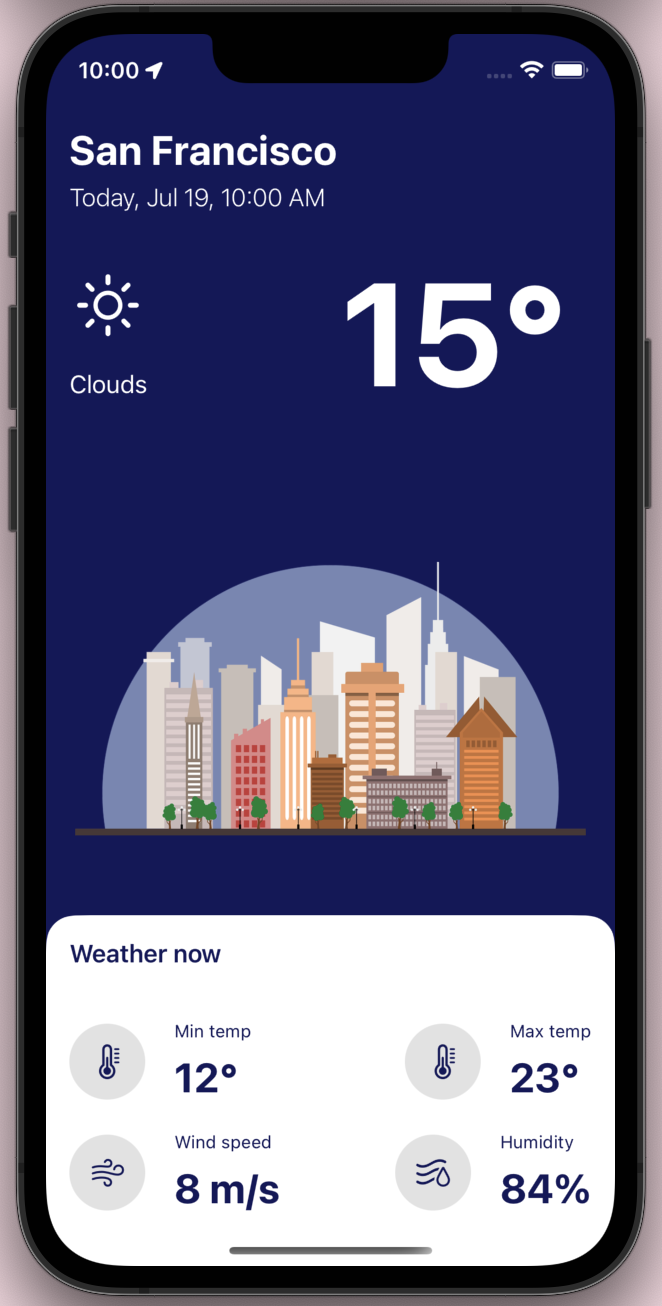 10:00
San Francisco
Today, Jul 19, 10:00 AM
15°
Clouds
Weather now
Min temp
12°
Max temp
23°
Wind speed
8 m/s
Humidity
84%